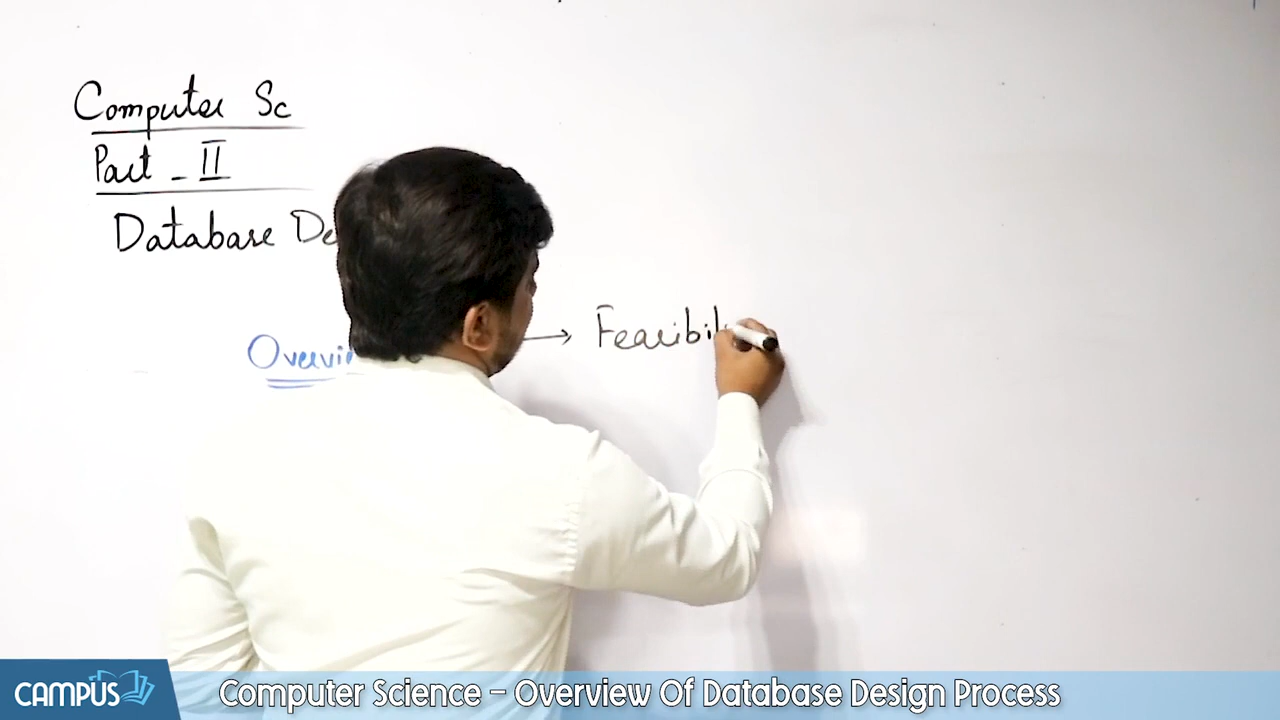 Computer Sc
Part - II
Database De
Overvi → Feasibil
CAMPUS Computer Science – Overview Of Database Design Process